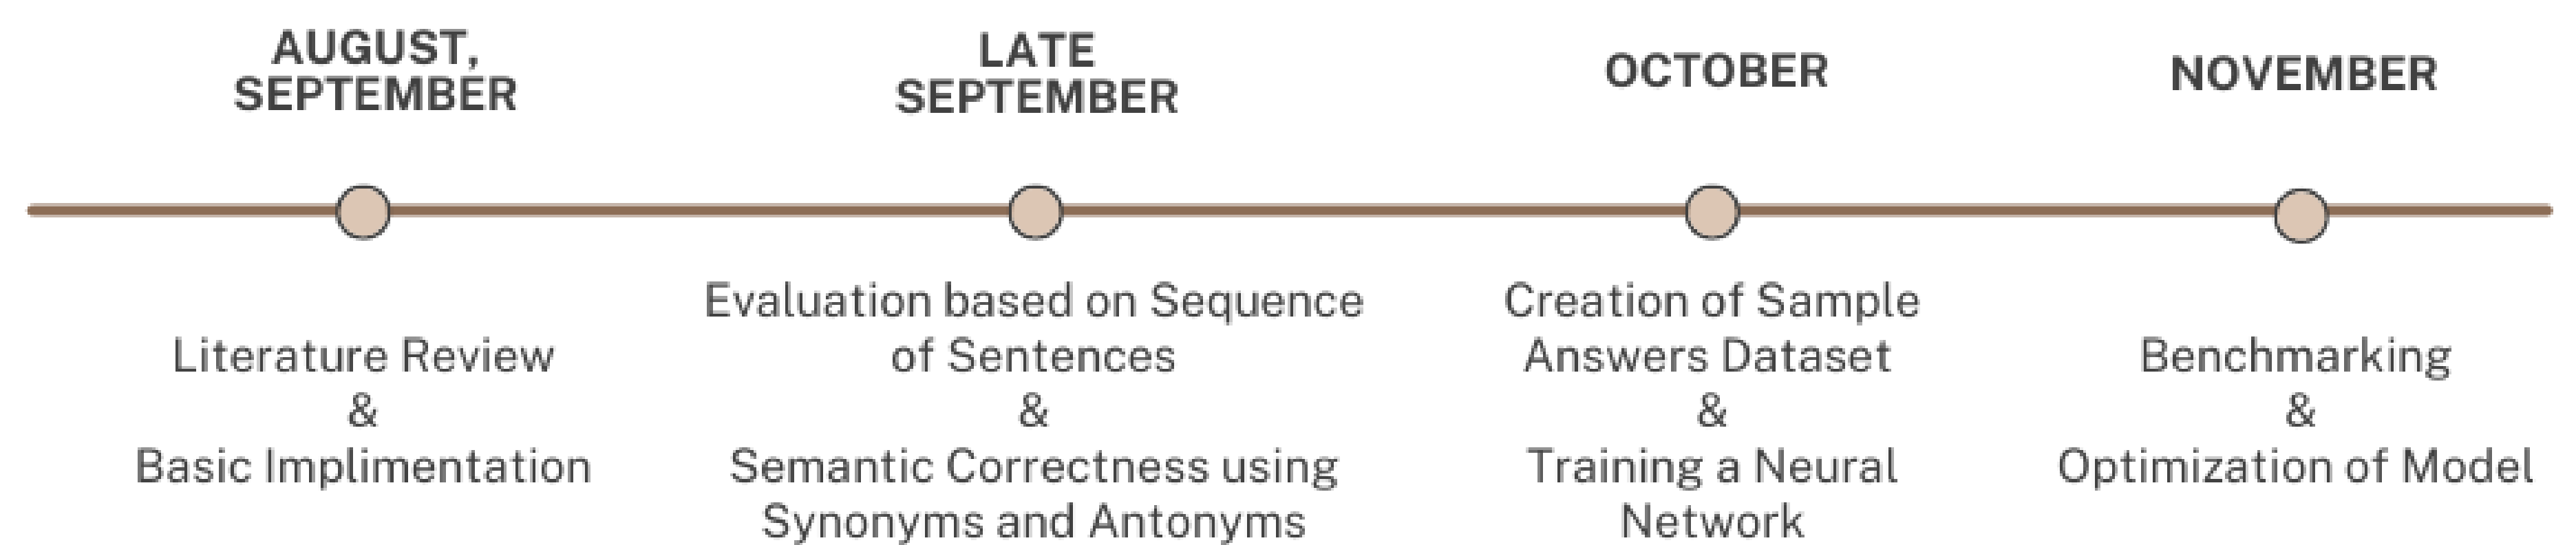 AUGUST,
SEPTEMBER
Literature Review
&
Basic Implimentation
LATE
SEPTEMBER
Evaluation based on Sequence
of Sentences
&
Semantic Correctness using
Synonyms and Antonyms
OCTOBER
Creation of Sample
Answers Dataset
&
Training a Neural
Network
NOVEMBER
Benchmarking
&
Optimization of Model